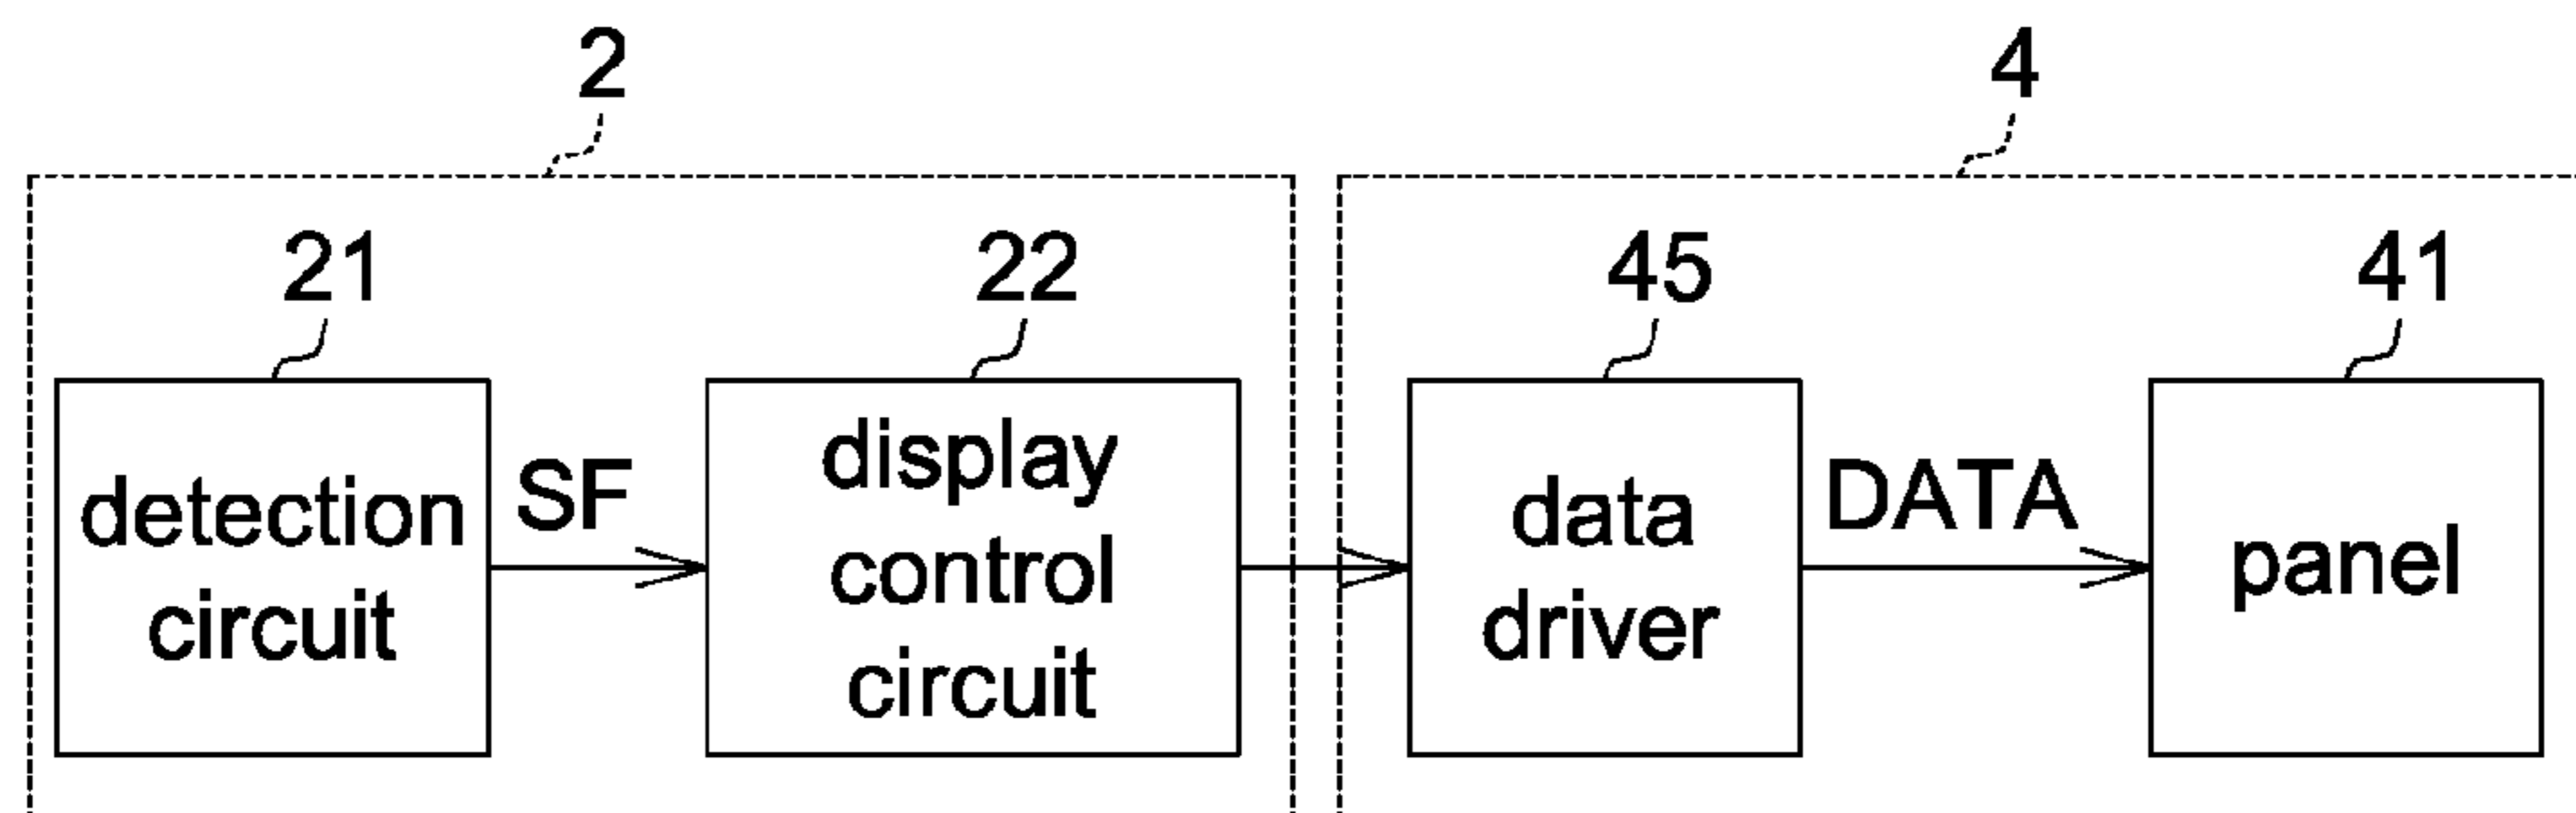 2
4
21
22
45
41
detection
circuit
SF
display
control
circuit
data
driver
DATA
panel